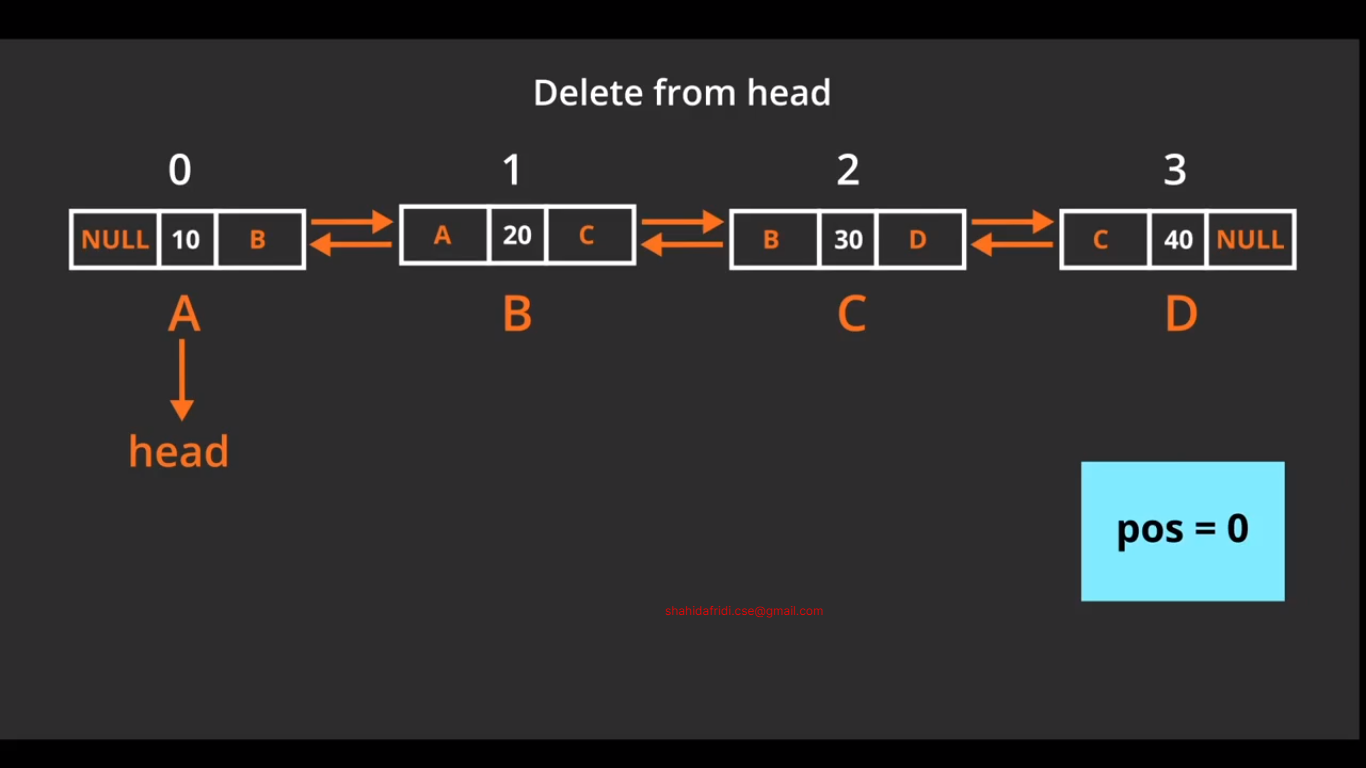 Delete from head
0 1 2 3
NULL 10 B A 20 C B 30 D C 40 NULL
A B C D
head
pos = 0
shahidafridi.cse@gmail.com